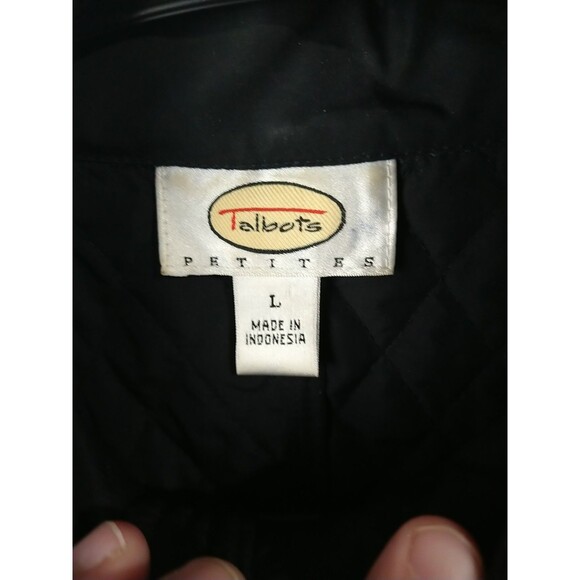 Talbots
PETITES
L
MADE IN
INDONESIA